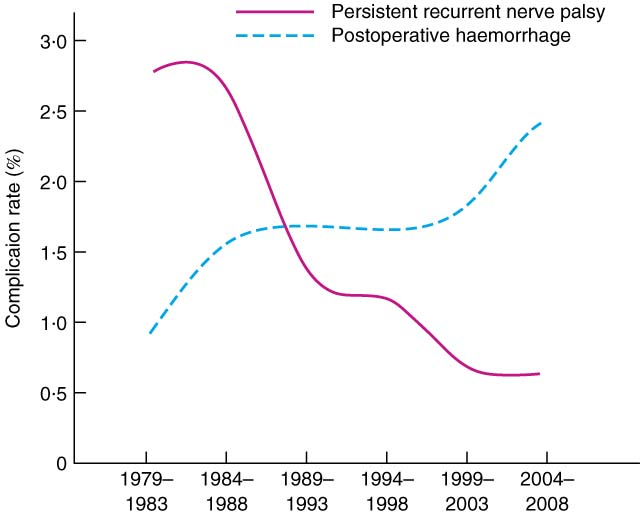 Persistent recurrent nerve palsy
Postoperative haemorrhage
Complicaion rate (%)
3·0
2·5
2·0
1·5
1·0
0·5
0
1979– 1984– 1989– 1994– 1999– 2004–
1983 1988 1993 1998 2003 2008